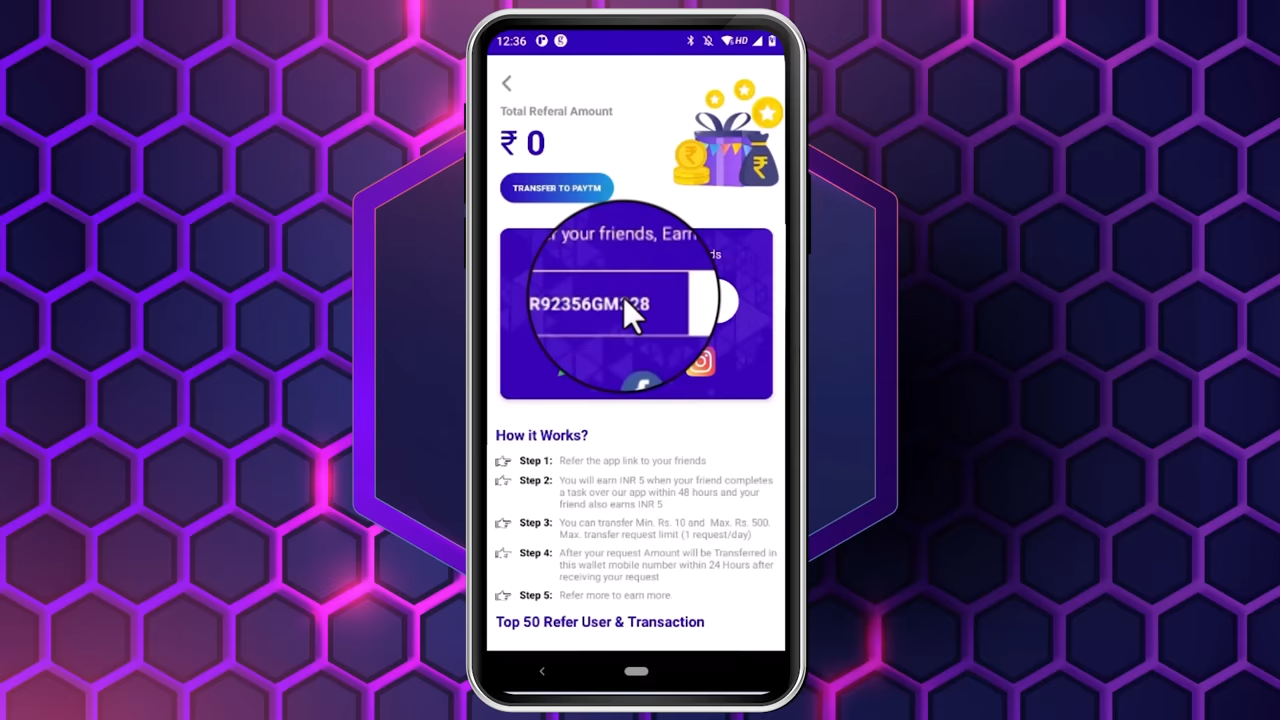 12:36
HD
Total Referal Amount
₹ 0
TRANSFER TO PAYTM
your friends, Earn
ds
How it Works?
Step 1: Refer the app link to your friends
Step 2: You will earn INR 5 when your friend completes
a task over our app within 48 hours and your
friend also earns INR 5
Step 3: You can transfer Min. Rs. 10 and Max. Rs. 500.
Max. transfer request limit (1 request/day)
Step 4: After your request Amount will be Transferred in
this wallet mobile number within 24 Hours after
receiving your request
Step 5: Refer more to earn more
Top 50 Refer User & Transaction